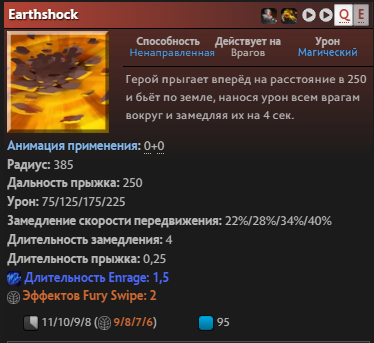 Earthshock
Q E
Способность Действует на Урон
Ненаправленная Врагов Магический
Герой прыгает вперёд на расстояние в 250
и бьёт по земле, нанося урон всем врагам
вокруг и замедляя их на 4 сек.
Анимация применения: 0+0
Радиус: 385
Дальность прыжка: 250
Урон: 75/125/175/225
Замедление скорости передвижения: 22%/28%/34%/40%
Длительность замедления: 4
Длительность прыжка: 0,25
Длительность Enrage: 1,5
Эффектов Fury Swipe: 2
11/10/9/8 (9/8/7/6) 95